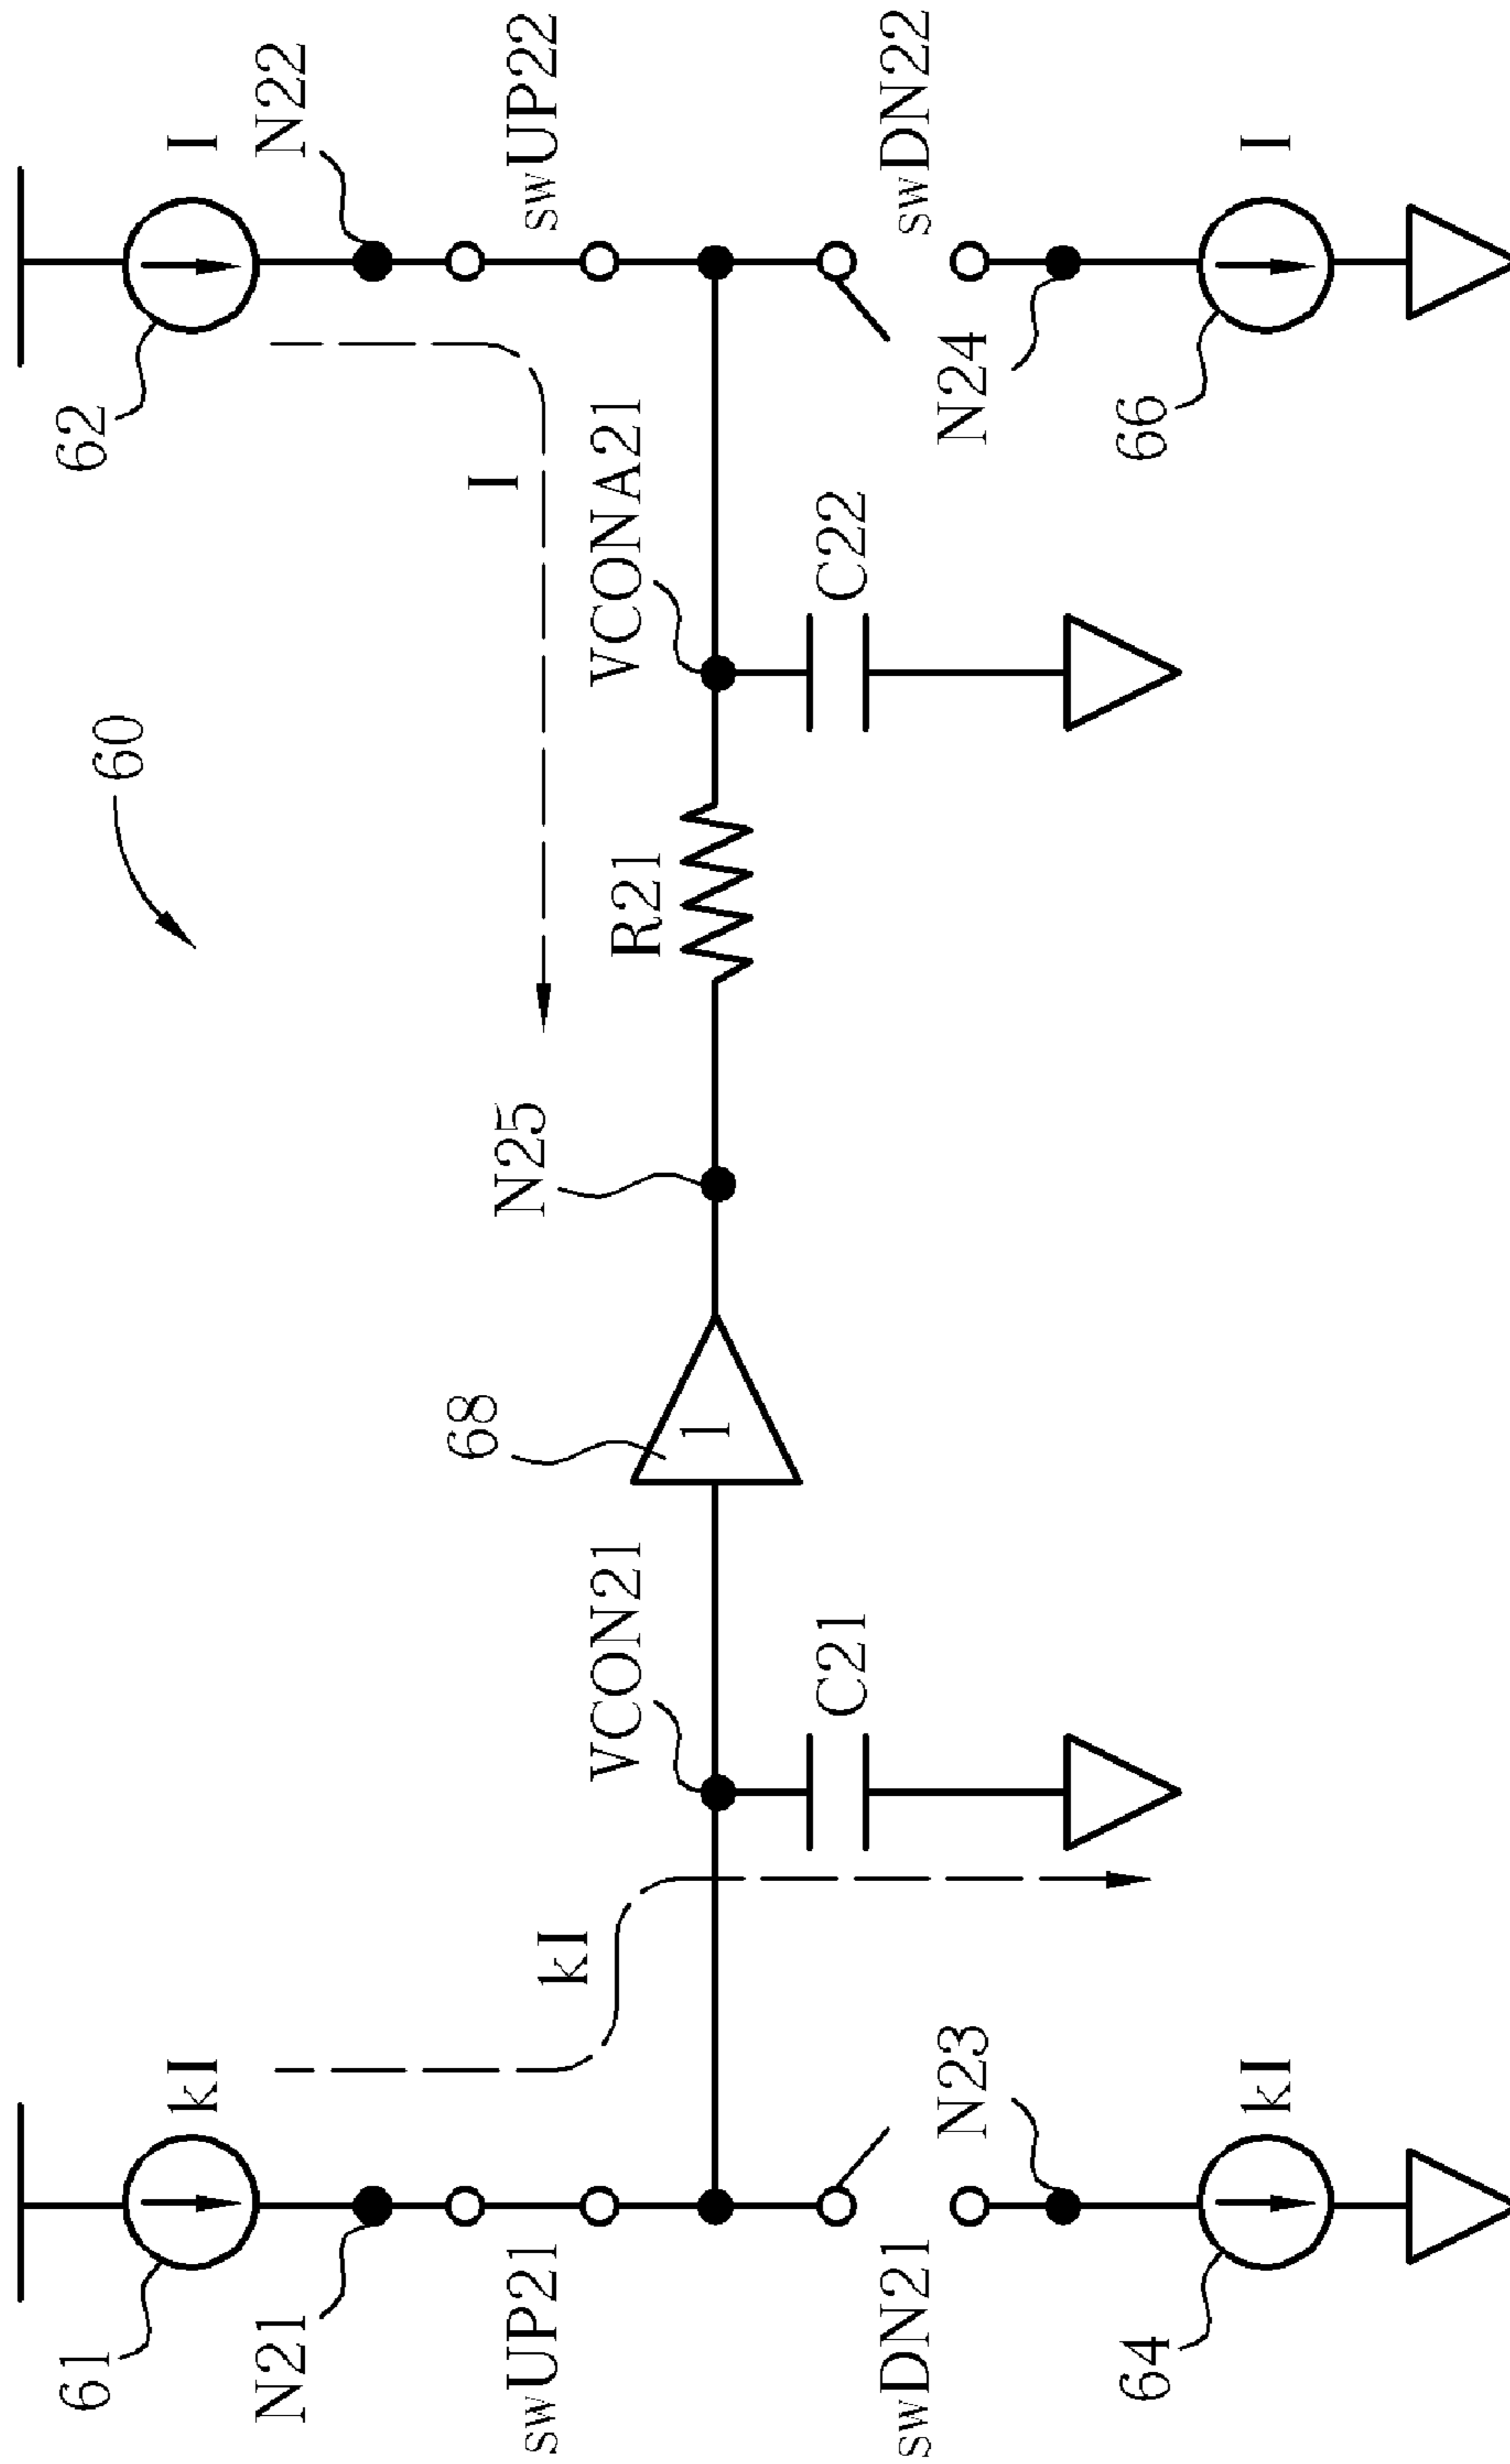 61
62
60
kI
I
N21
N22
68
I
N25
swUP21
swUP22
kI
VCON21
VCONA21
R21
1
C21
C22
swDN21
swDN22
N23
N24
64
66
kI
I